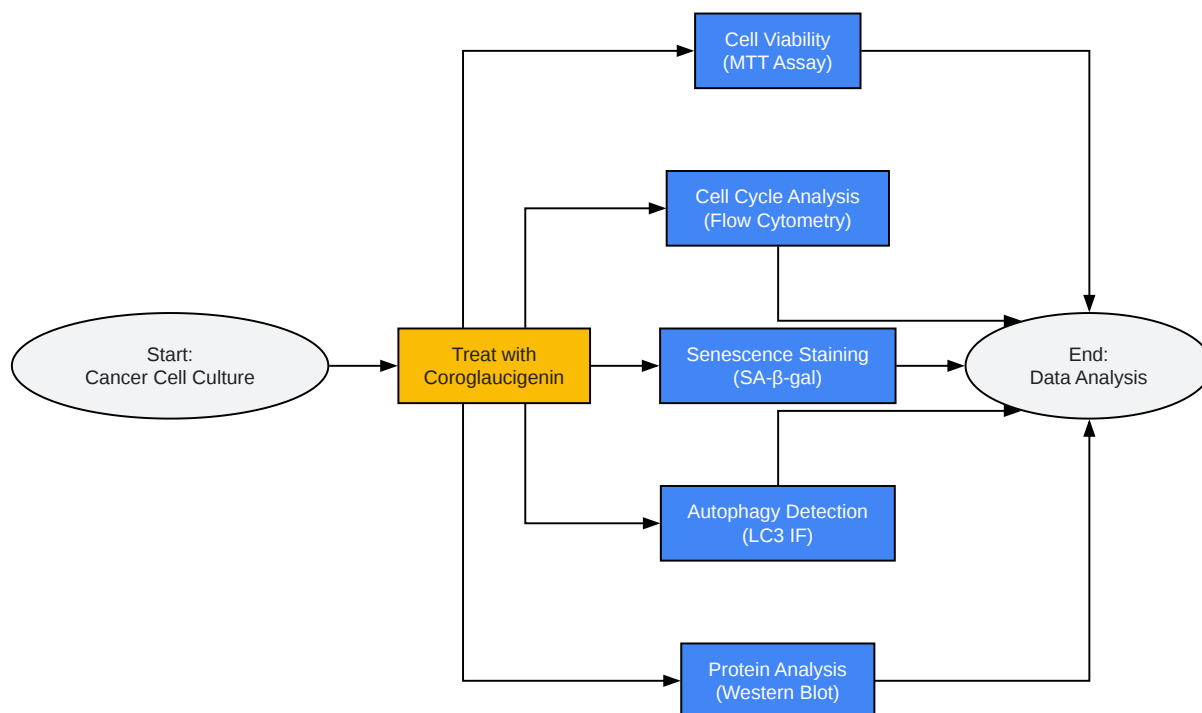 Cell Viability
(MTT Assay)
Cell Cycle Analysis
(Flow Cytometry)
Start:
Cancer Cell Culture
Treat with
Coroglaucigenin
Senescence Staining
(SA-β-gal)
End:
Data Analysis
Autophagy Detection
(LC3 IF)
Protein Analysis
(Western Blot)